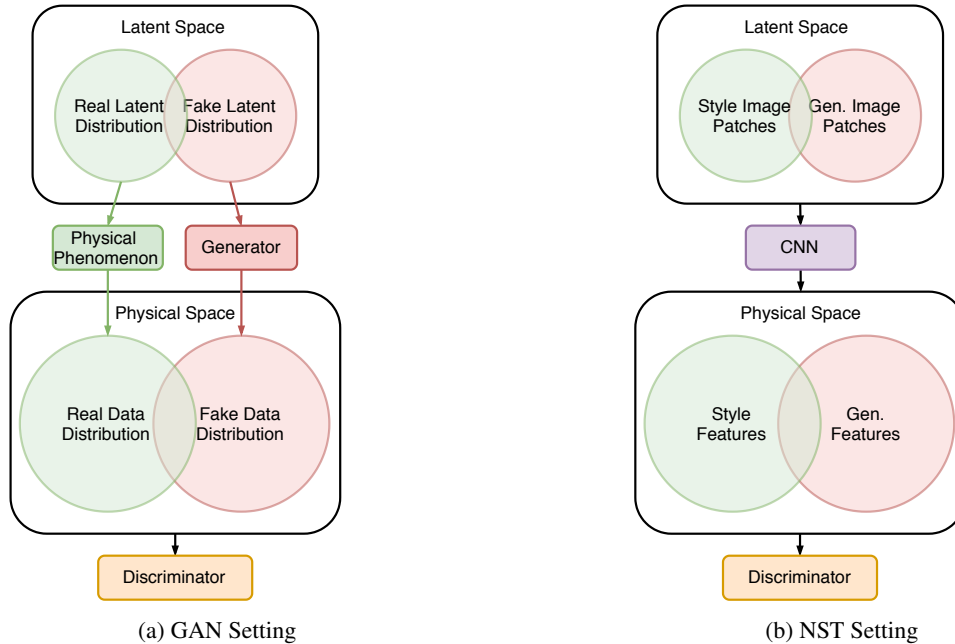 Latent Space
Real Latent
Distribution
Fake Latent
Distribution
Physical
Phenomenon
Generator
Physical Space
Real Data
Distribution
Fake Data
Distribution
Discriminator
(a) GAN Setting
Latent Space
Style Image
Patches
Gen. Image
Patches
CNN
Physical Space
Style
Features
Gen.
Features
Discriminator
(b) NST Setting